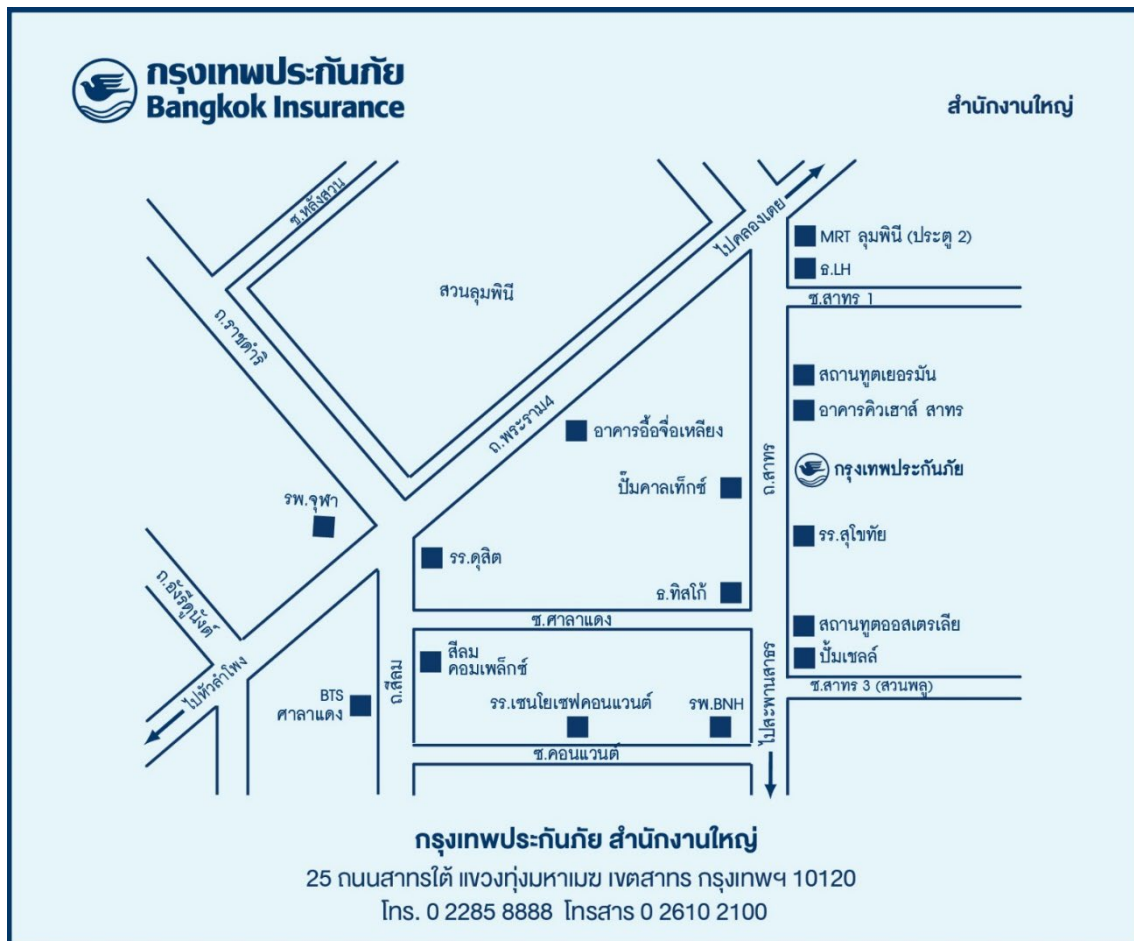 กรุงเทพประกันภัย
Bangkok Insurance
สำนักงานใหญ่
ซ.หลังสวน
ไปคลองเตย
MRT ลุมพินี (ประตู 2)
ธ.LH
ซ.สาทร 1
สวนลุมพินี
ถ.ราชดำริ
ถ.พระราม4
สถานทูตเยอรมัน
อาคารคิวเฮาส์ สาทร
อาคารอื้อจื่อเหลียง
ถ.สาทร
กรุงเทพประกันภัย
ปั๊มคาลเท็กซ์
รพ.จุฬา
รร.สุโขทัย
รร.ดุสิต
ธ.ทิสโก้
ถ.อังรีดูนังต์
ซ.ศาลาแดง
สถานทูตออสเตรเลีย
ปั้มเชลล์
สีลม
คอมเพล็กซ์
ถ.สีลม
ไปหัวลำโพง
ไปสะพานสาธร
ซ.สาทร 3 (สวนพลู)
BTS
ศาลาแดง
รร.เซนโยเซฟคอนแวนต์
รพ.BNH
ซ.คอนแวนต์
กรุงเทพประกันภัย สำนักงานใหญ่
25 ถนนสาทรใต้ แขวงทุ่งมหาเมฆ เขตสาทร กรุงเทพฯ 10120
โทร. 0 2285 8888 โทรสาร 0 2610 2100